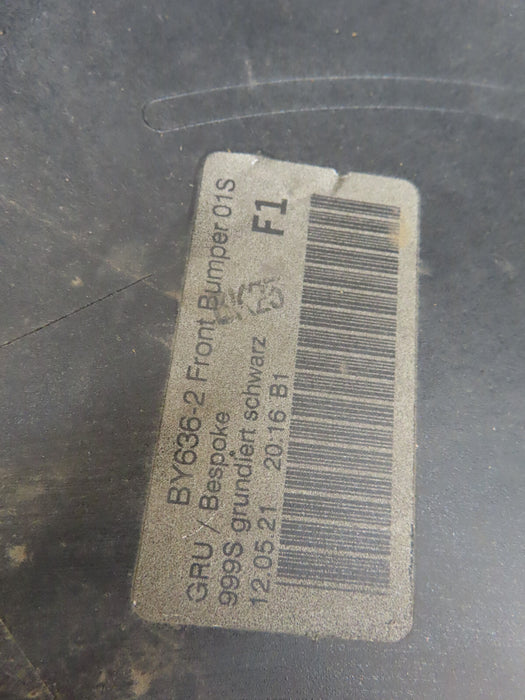 BY636-2 Front Bumper 01S
GRU / Bespoke
F1
999S grundiert schwarz
12.05.21 20:16 B1